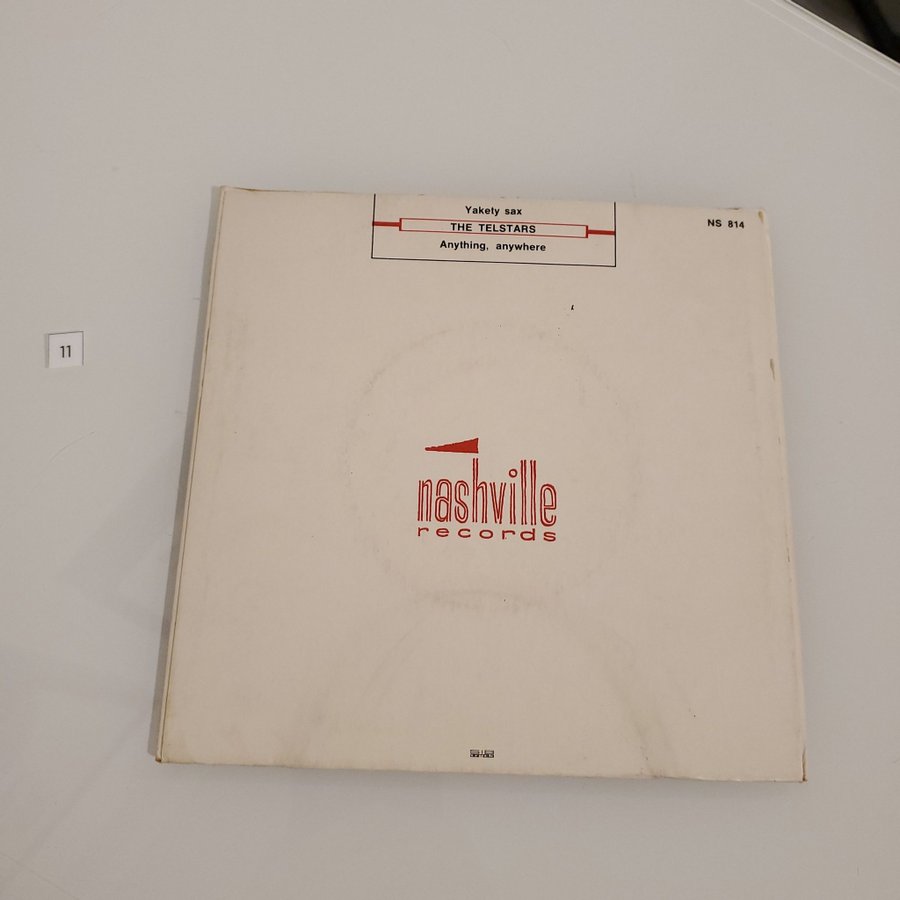 Yakety sax
THE TELSTARS
Anything, anywhere
NS 814
11
nashville
records